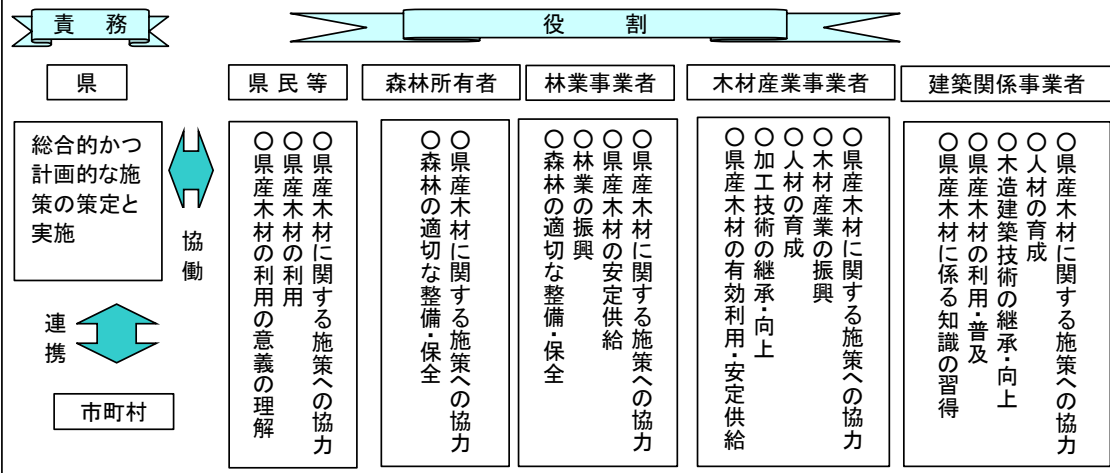 責務
役割
県
県民等
森林所有者
林業事業者
木材産業事業者
建築関係事業者
総合的かつ
計画的な施
策の策定と
実施
協働
連携
市町村
○県産木材に関する施策への協力
○県産木材の利用
○県産木材の利用の意義の理解
○県産木材に関する施策への協力
○森林の適切な整備・保全
○県産木材に関する施策への協力
○県産木材の安定供給
○林業の振興
○森林の適切な整備・保全
○県産木材に関する施策への協力
○木材産業の振興
○人材の育成
○加工技術の継承・向上
○県産木材の有効利用・安定供給
○県産木材に関する施策への協力
○人材の育成
○木造建築技術の継承・向上
○県産木材の利用・普及
○県産木材に係る知識の習得